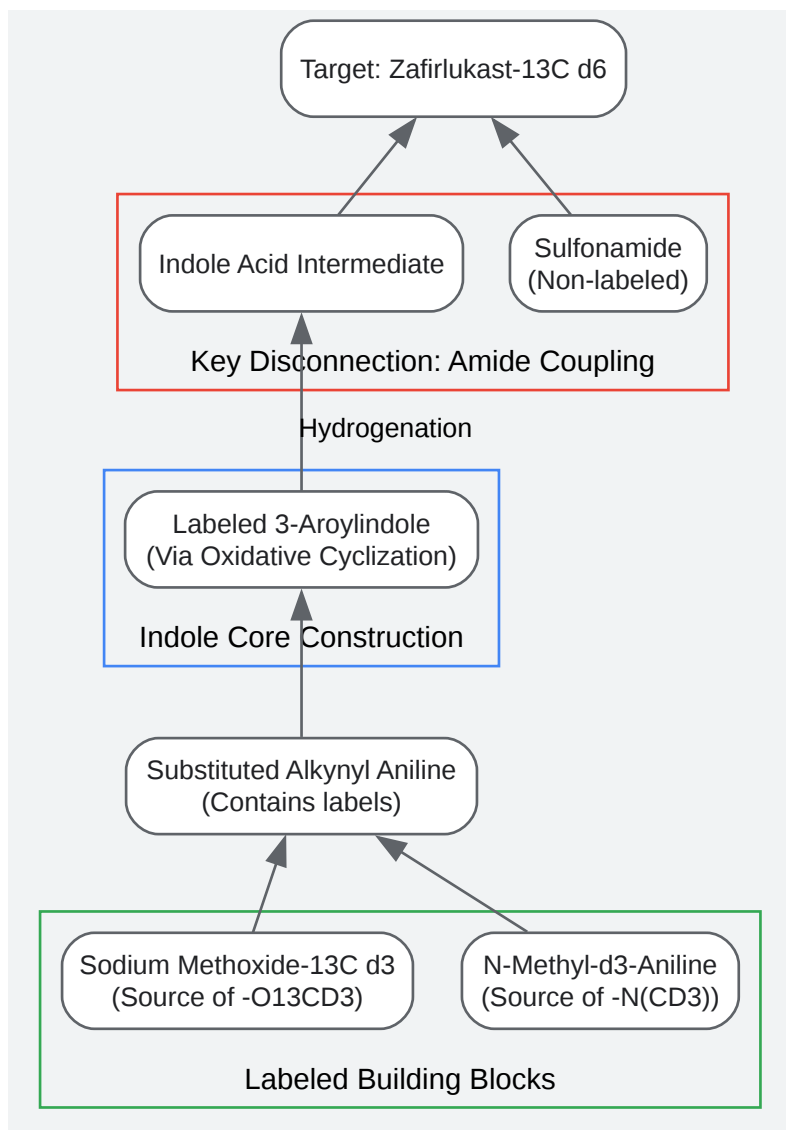 Target: Zafirlukast-13C d6
Indole Acid Intermediate
Sulfonamide
(Non-labeled)
Key Disconnection: Amide Coupling
Hydrogenation
Labeled 3-Aroylindole
(Via Oxidative Cyclization)
Indole Core Construction
Substituted Alkynyl Aniline
(Contains labels)
Sodium Methoxide-13C d3
(Source of -O13CD3)
N-Methyl-d3-Aniline
(Source of -N(CD3))
Labeled Building Blocks